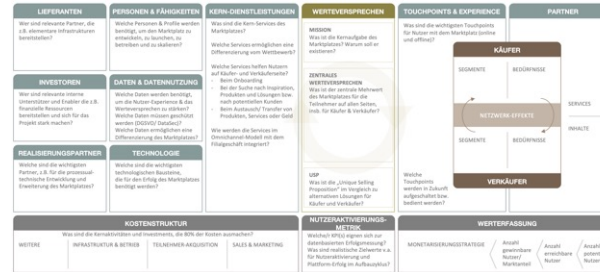 LIEFERANTEN
Wer sind relevante Partner, die
z.B. elementare Infrastrukturen
bereitstellen?
INVESTOREN
Wer sind relevante interne
Unterstützer und Enabler die z.B.
finanzielle Ressourcen
bereitstellen und sich für das
Projekt stark machen?
REALISIERUNGSPARTNER
Wer sind die wichtigsten
Partner, z.B. für die prozessual-
technische Entwicklung und
Erweiterung des Marktplatzes?
PERSONEN & FÄHIGKEITEN
Welche Personen & Profile werden
benötigt, um den Marktplatz zu
entwickeln, zu launchen, zu
betreiben und zu skalieren?
DATEN & DATENNUTZUNG
Welche Daten werden benötigt,
um die Nutzer-Experience & das
Werteversprechen zu stärken?
Welche Daten müssen geschützt
werden (DSGVO/ DataSec)?
Welche Daten ermöglichen eine
Differenzierung des Marktplatzes?
TECHNOLOGIE
Welche sind die wichtigsten
technologischen Bausteine,
die für den Erfolg des Marktplatzes
benötigt werden?
KERN-DIENSTLEISTUNGEN
Was sind die Kern-Services des
Marktplatzes?
Welche Services ermöglichen eine
Differenzierung vom Wettbewerb?
Welche Services helfen Nutzern
auf Käufer- und Verkäuferseite?
- Beim Onboarding
- Bei der Suche nach Inspiration,
Produkten und Lösungen bzw.
nach potentiellen Kunden
- Beim Austausch/ Transfer von
Produkten, Services oder Geld
Wie werden die Services im
Omnichannel-Modell mit dem
Filialgeschäft integriert?
WERTEVERSPRECHEN
MISSION
Was ist die Kernaufgabe des
Marktplatzes? Warum soll er
existieren?
ZENTRALES
WERTEVERSPRECHEN
Was ist der zentrale Mehrwert
des Marktplatzes für die
Teilnehmer auf allen Seiten,
insb. für Käufer & Verkäufer?
USP
Was ist die „Unique Selling
Proposition" im Vergleich zu
alternativen Lösungen für
Käufer und Verkäufer?
TOUCHPOINTS & EXPERIENCE
Was sind die wichtigsten Touchpoints
für Nutzer mit dem Marktplatz (online
und offline)?
Welche
Touchpoints
werden in Zukunft
aufgeschaltet bzw.
bedient werden?
PARTNER
KÄUFER
SEGMENTE BEDÜRFNISSE
NETZWERK-EFFEKTE
SEGMENTE BEDÜRFNISSE
VERKÄUFER
SERVICES
INHALTE
KOSTENSTRUKTUR
Was sind die Kernaktivitäten und Investments, die 80% der Kosten ausmachen?
WEITERE INFRASTRUKTUR & BETRIEB TEILNEHMER-AKQUISITION SALES & MARKETING
NUTZERAKTIVIERUNGS-
METRIK
Welche/r KPI(s) eignen sich zur
datenbasierten Erfolgsmessung?
Was sind realistische Zielwerte v.a.
für Nutzeraktivierung und
Plattform-Erfolg im Aufbauzyklus?
WERTERFASSUNG
MONETARISIERUNGSSTRATEGIE
Anzahl
gewinnbare
Nutzer/
Marktanteil
Anzahl
erreichbare
Nutzer
Anzahl
potent
Nutzer